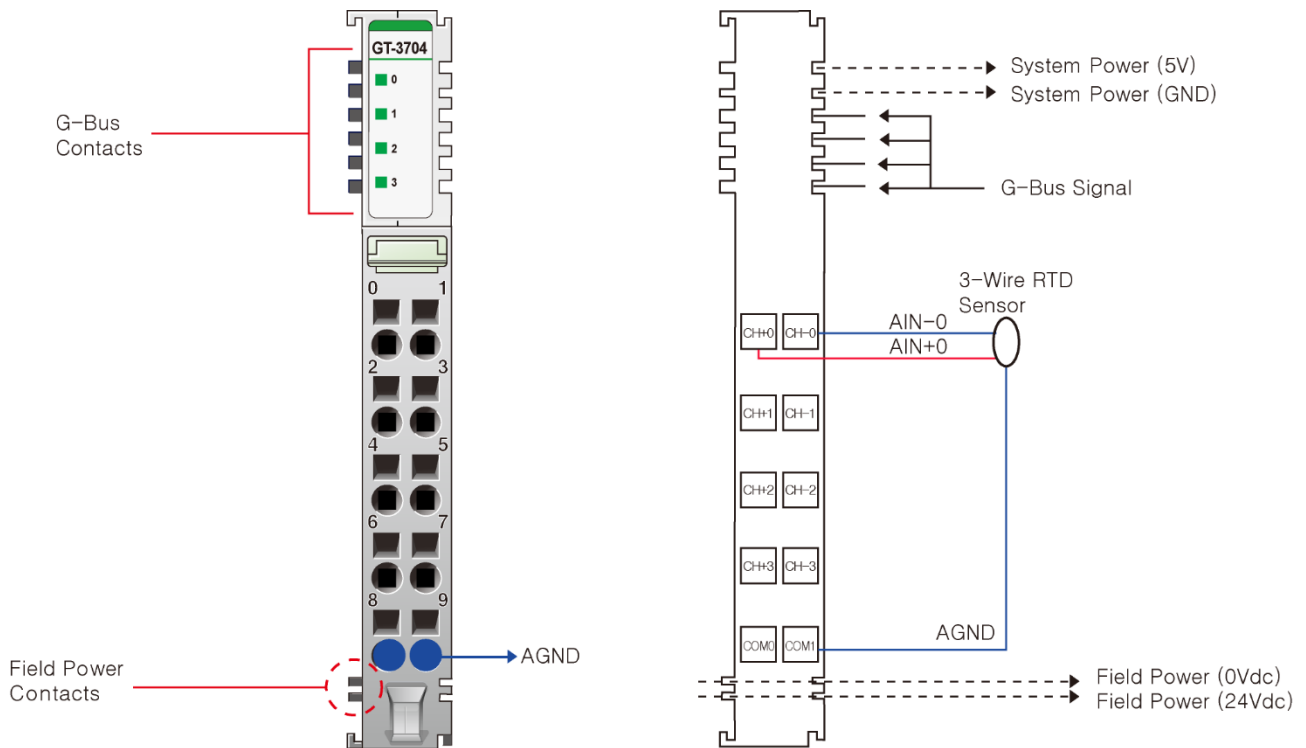 GT-3704
0
1
2
3
G-Bus
Contacts
0 1
2 3
4 5
6 7
8 9
AGND
Field Power
Contacts
System Power (5V)
System Power (GND)
G-Bus Signal
3-Wire RTD
Sensor
AIN-0
AIN+0
CH+0 CH-0
CH+1 CH-1
CH+2 CH-2
CH+3 CH-3
COM0 COM1
AGND
Field Power (0Vdc)
Field Power (24Vdc)